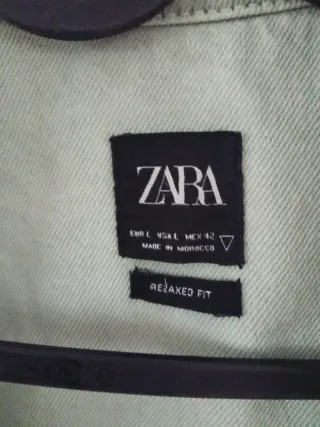 ZARA
EUR L USA L MEX 42
MADE IN MOROCCO
RELAXED FIT